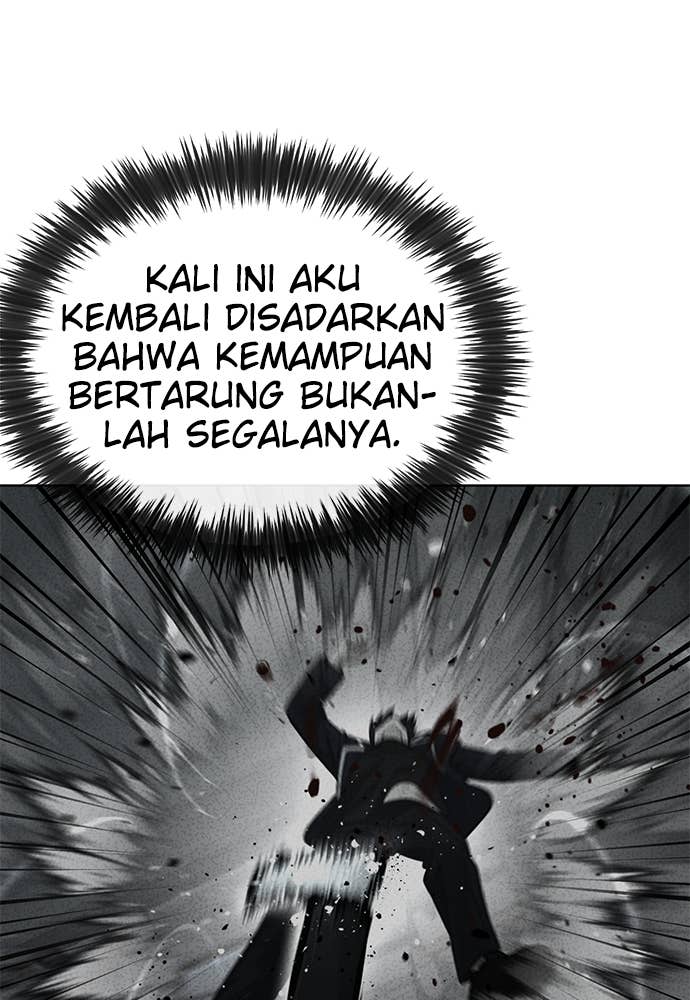 KALI INI AKU
KEMBALI DISADARKAN
BAHWA KEMAMPUAN
BERTARUNG BUKAN-
LAH SEGALANYA.